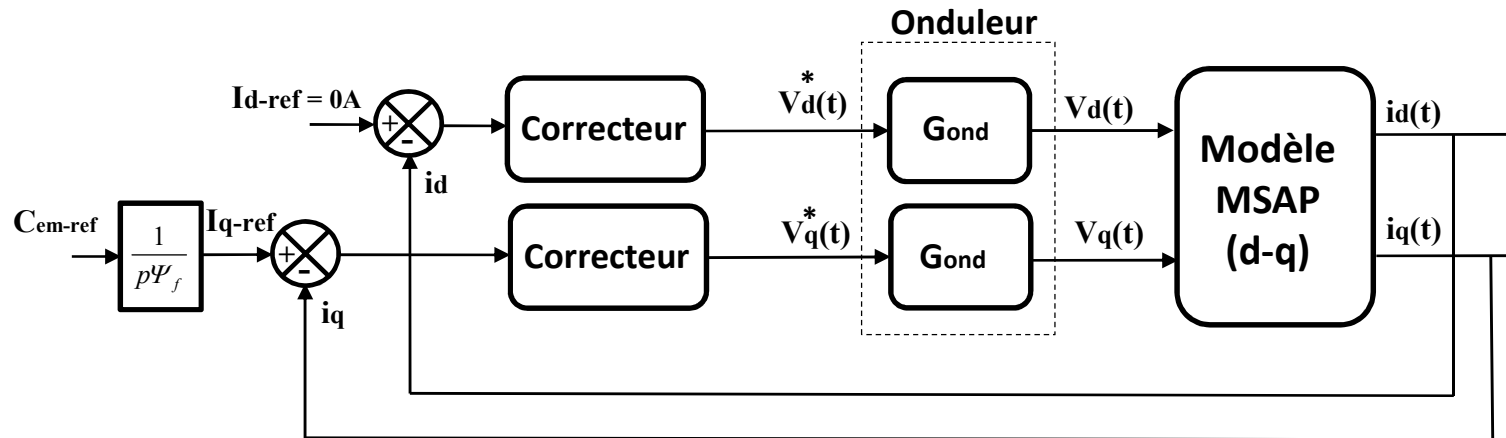 Onduleur
Id-ref = 0A
+
-
Correcteur
V*d(t)
Gond
Vd(t)
id(t)
id
Modèle
MSAP
(d-q)
Cem-ref
1
pΨf
Iq-ref
+
-
Correcteur
V*q(t)
Gond
Vq(t)
iq(t)
iq